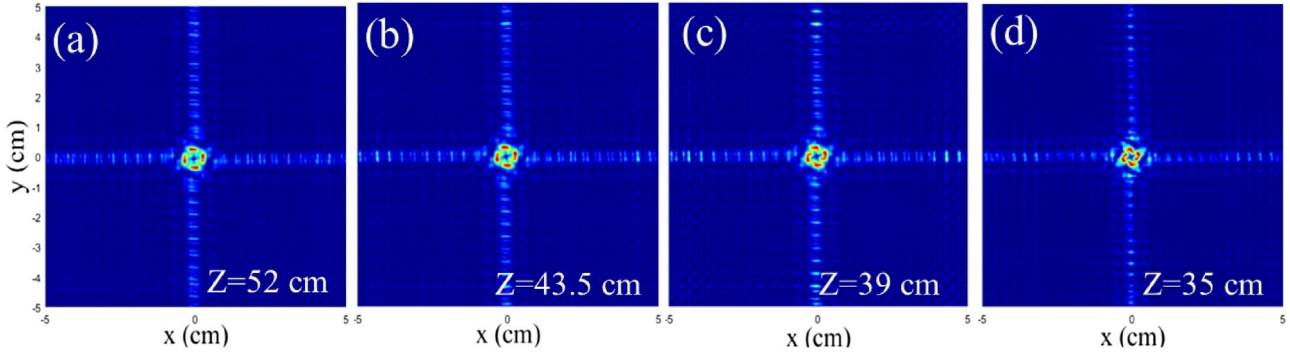 (a)
(b)
(c)
(d)
5
4
3
2
1
0
-1
-2
-3
-4
-5
y (cm)
Z=52 cm
Z=43.5 cm
Z=39 cm
Z=35 cm
-5 0 5
-5 0 5
-5 0 5
-5 0 5
x (cm)
x (cm)
x (cm)
x (cm)